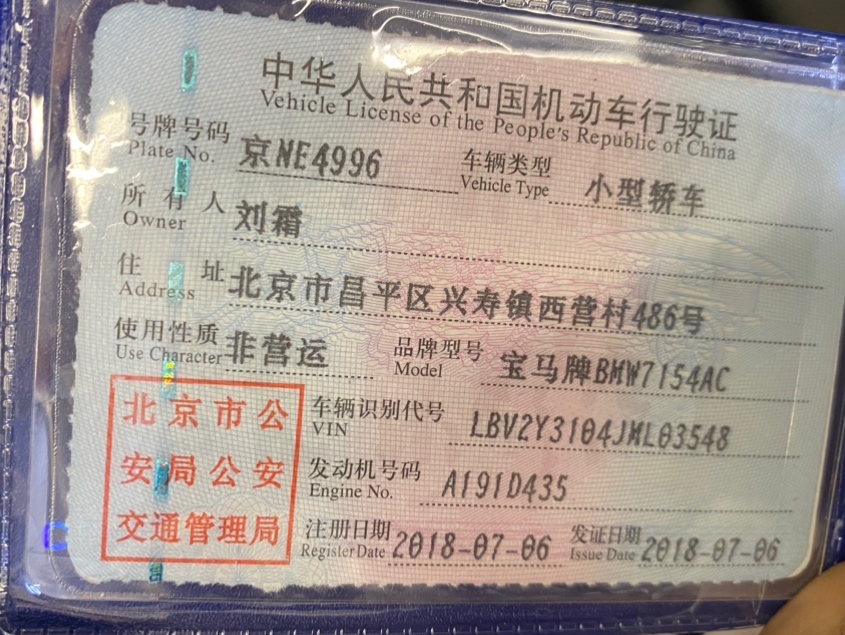 中华人民共和国机动车行驶证
Vehicle License of the People's Republic of China
号牌号码 京NE4996 车辆类型 小型轿车
Plate No. Vehicle Type
所有人 刘霜
Owner
住址 北京市昌平区兴寿镇西营村486号
Address
使用性质 非营运 品牌型号 宝马牌BMW7154AC
Use Character Model
北京市公
安局公安
交通管理局
车辆识别代号 LBV2Y3104JML03548
VIN
发动机号码 A191D435
Engine No.
注册日期 2018-07-06 发证日期 2018-07-06
Register Date Issue Date